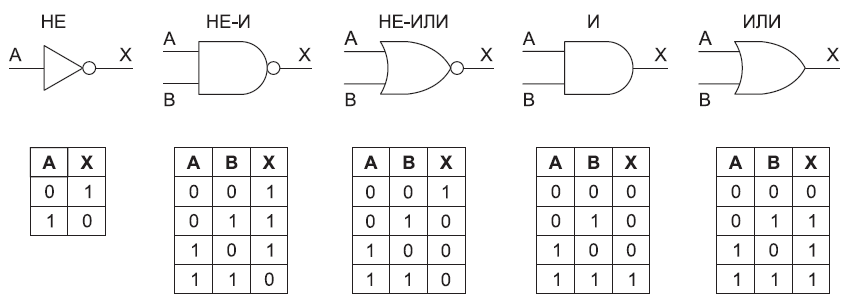 НЕ НЕ-И НЕ-ИЛИ И ИЛИ
A X A B X A B X A B X A B X
A X A B X A B X A B X A B X
0 1 0 0 1 0 0 1 0 0 0 0 0 0
1 0 0 1 1 0 1 0 0 1 0 0 1 1
1 0 1 1 0 0 1 0 0 1 0 1
1 1 0 1 1 0 1 1 1 1 1 1